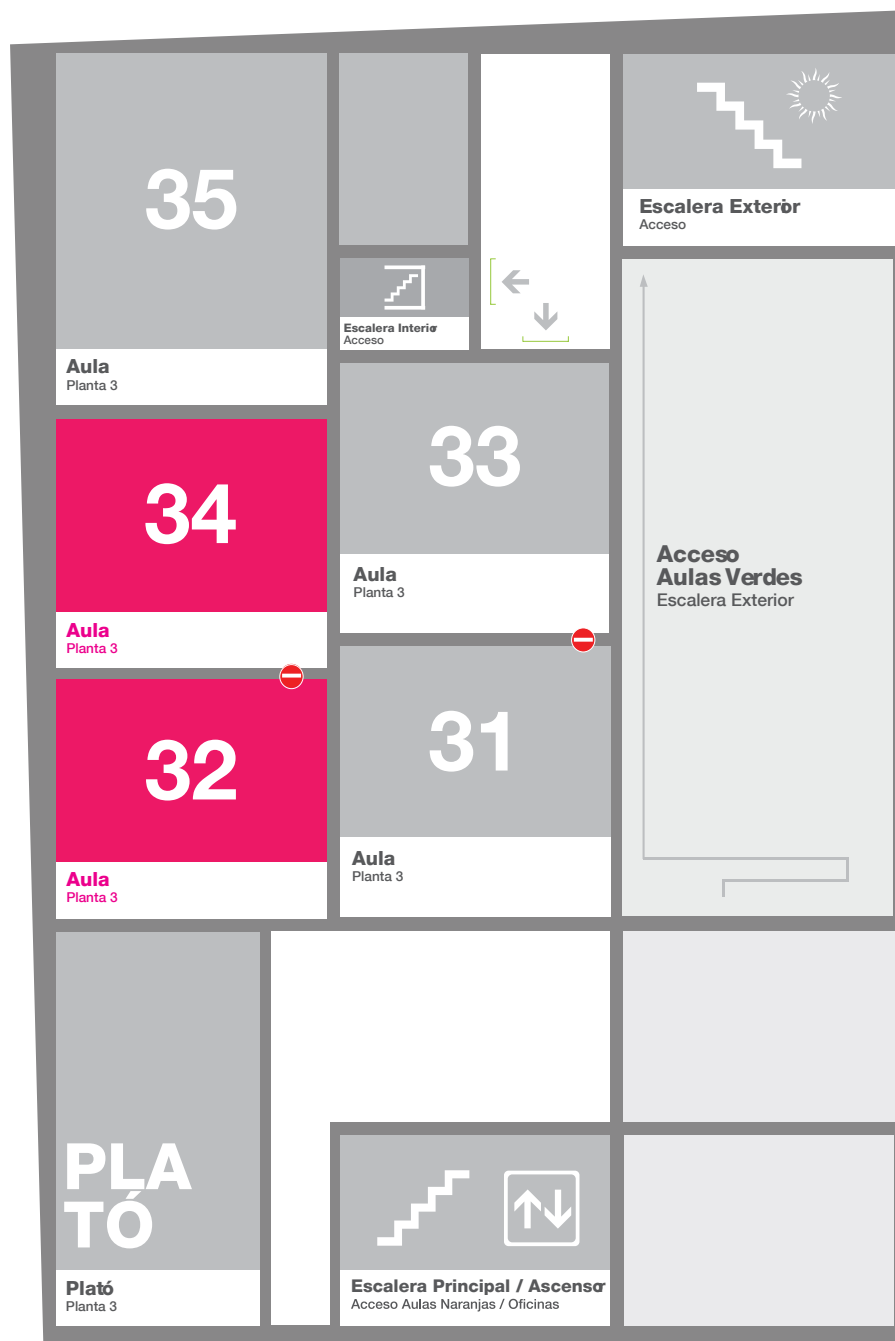 35
Aula
Planta 3
Escalera Interior
Acceso
Escalera Exterior
Acceso
34
Aula
Planta 3
33
Aula
Planta 3
Acceso
Aulas Verdes
Escalera Exterior
32
Aula
Planta 3
31
Aula
Planta 3
PLA
TÓ
Plató
Planta 3
Escalera Principal / Ascensor
Acceso Aulas Naranjas / Oficinas